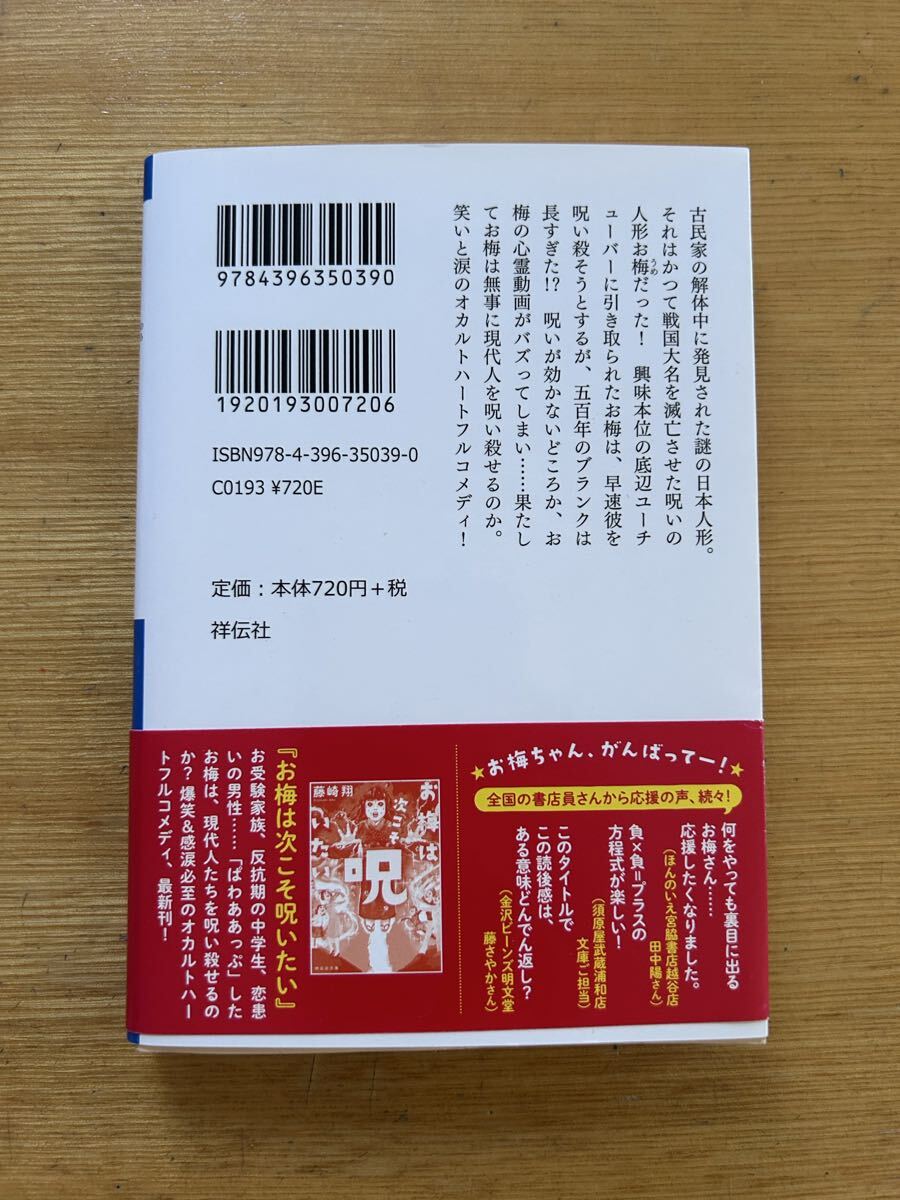 古民家の解体中に発見された謎の日本人形。
それはかつて戦国大名を滅亡させた呪いの
人形お梅だった！　興味本位の底辺ユーチ
うめ
ューバーに引き取られたお梅は、早速彼を
呪い殺そうとするが、五百年のブランクは
長すぎた!?　呪いが効かないどころか、お
梅の心霊動画がバズってしまい……果たし
てお梅は無事に現代人を呪い殺せるのか。
笑いと涙のオカルトハートフルコメディ！
9784396350390
1920193007206
ISBN978-4-396-35039-0
C0193 ¥720E
定価：本体720円＋税
祥伝社
お梅ちゃん、がんばってー！
全国の書店員さんから応援の声、続々！
何をやっても裏目に出る
お梅さん……
応援したくなりました。
（ほんのいえ宮脇書店越谷店
田中陽さん）
負×負＝プラスの
方程式が楽しい！
（須原屋武蔵浦和店
文庫ご担当）
このタイトルで
この読後感は、
ある意味どんでん返し？
（金沢ビーンズ明文堂
藤さやかさん）
藤崎翔
お梅は
次こそ
呪
いたい
『お梅は次こそ呪いたい』
お受験家族、反抗期の中学生、恋患
いの男性……「ぱわああっぷ」した
お梅は、現代人たちを呪い殺せるの
か？ 爆笑＆感涙必至のオカルトハー
トフルコメディ、最新刊！